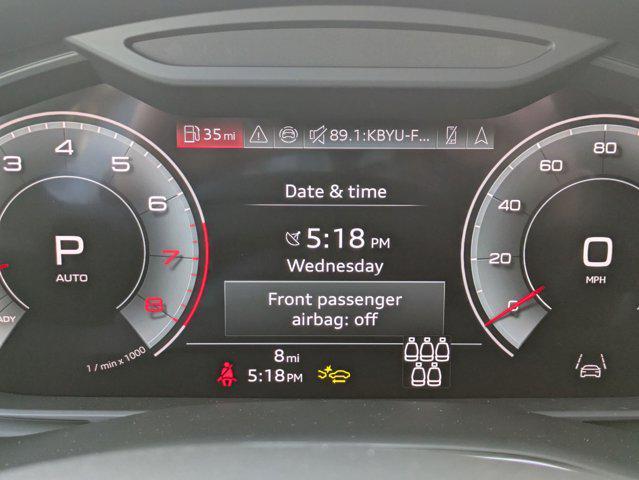 35 mi 89.1:KBYU-F...
Date & time
5:18 PM
Wednesday
Front passenger
airbag: off
8 mi
5:18 PM
3 4 5 6 7 8
P
AUTO
1 / min x 1000
0 20 40 60 80
0
MPH